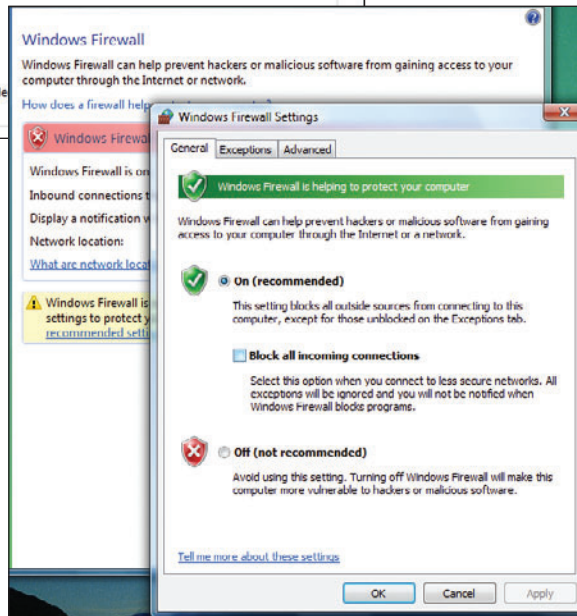 Windows Firewall
Windows Firewall can help prevent hackers or malicious software from gaining access to your
computer through the Internet or network.
How does a firewall help
Windows Firewall Settings
Windows
General Exceptions Advanced
Windows Firewall is on
Inbound connections
Display a notification
Network location:
What are network
Windows Firewall is
settings to protect
recommended
Windows Firewall is helping to protect your computer
Windows Firewall can help prevent hackers or malicious software from gaining
access to your computer through the Internet or a network.
On (recommended)
This setting blocks all outside sources from connecting to this
computer, except for those unblocked on the Exceptions tab.
Block all incoming connections
Select this option when you connect to less secure networks. All
exceptions will be ignored and you will not be notified when
Windows Firewall blocks programs.
Off (not recommended)
Avoid using this setting. Turning off Windows Firewall will make this
computer more vulnerable to hackers or malicious software.
Tell me more about these settings
OK Cancel Apply